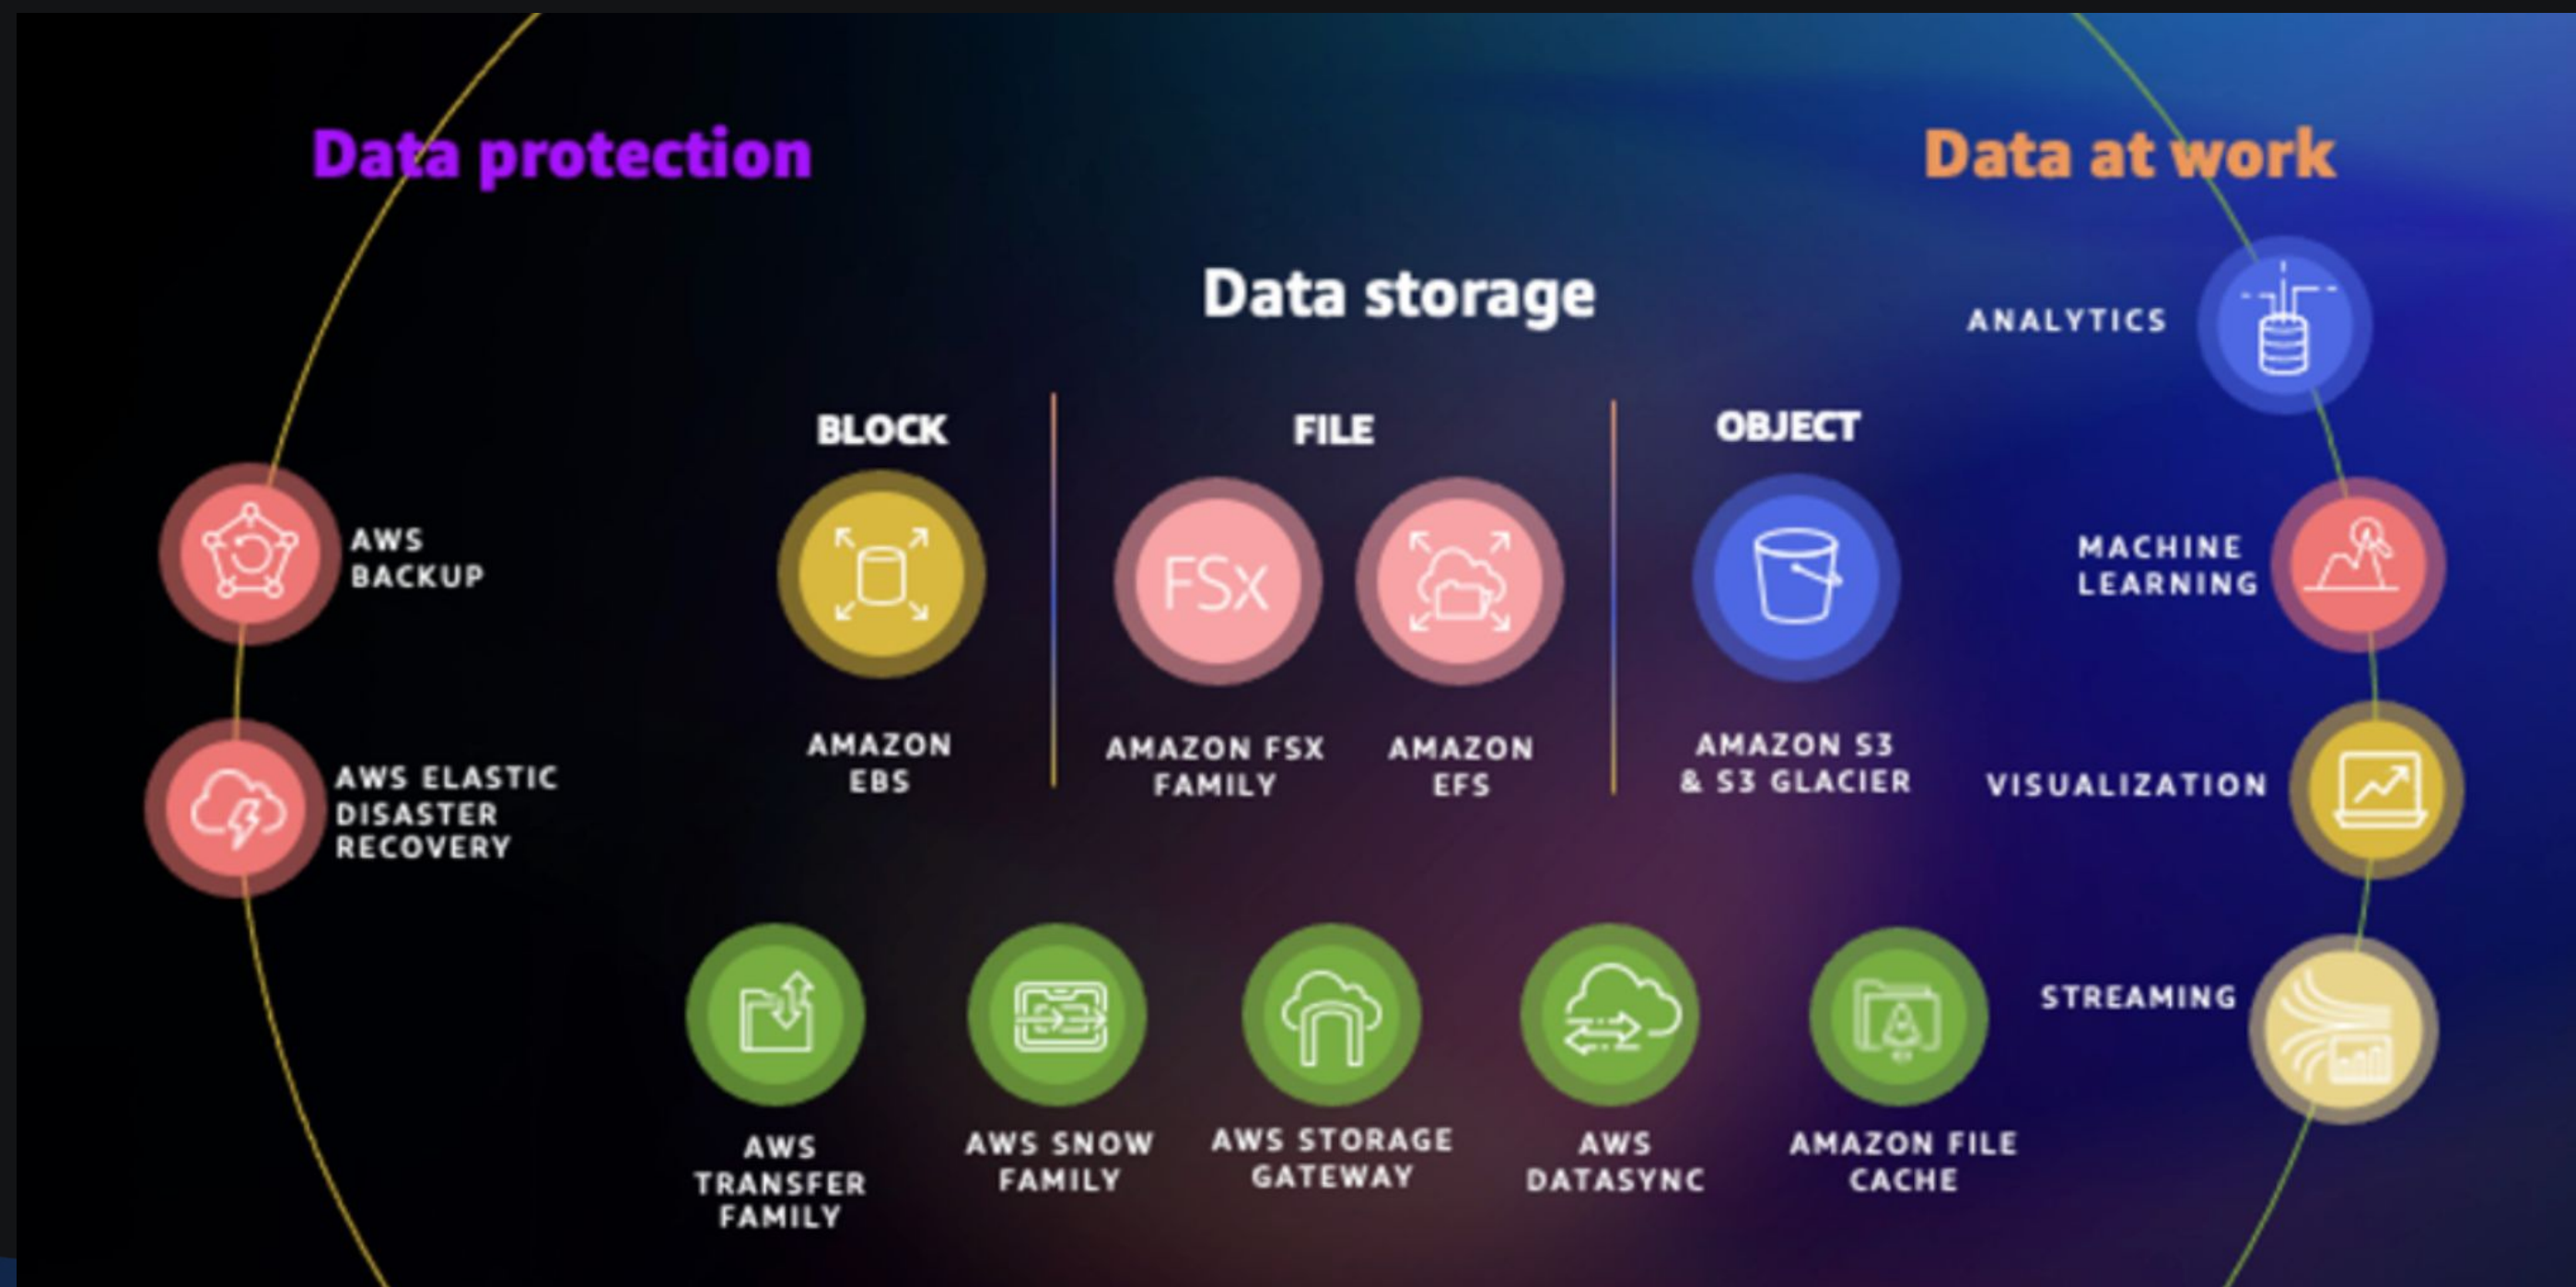 Data protection
Data at work
Data storage
ANALYTICS
BLOCK
FILE
OBJECT
AWS
BACKUP
FSx
MACHINE
LEARNING
AMAZON
EBS
AMAZON FSX
FAMILY
AMAZON
EFS
AMAZON S3
& S3 GLACIER
VISUALIZATION
AWS ELASTIC
DISASTER
RECOVERY
STREAMING
AWS
TRANSFER
FAMILY
AWS SNOW
FAMILY
AWS STORAGE
GATEWAY
AWS
DATASYNC
AMAZON FILE
CACHE